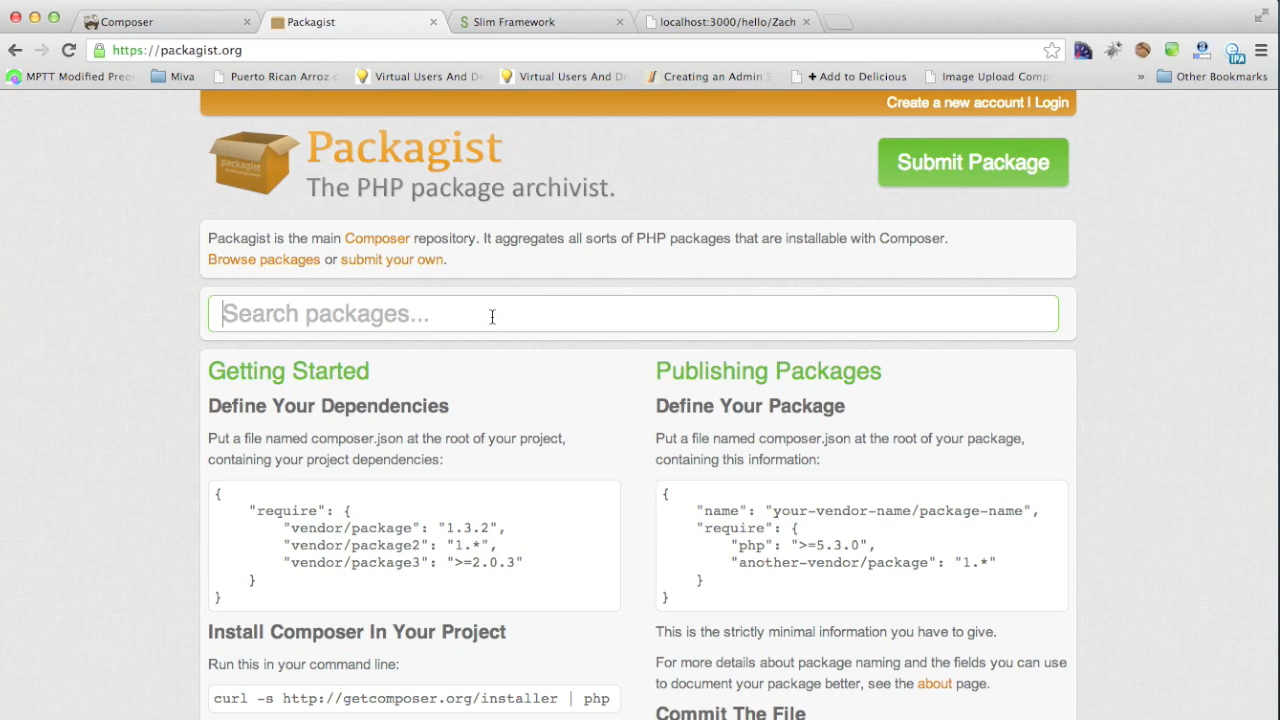 Composer
Packagist
Slim Framework
localhost:3000/hello/Zach
https://packagist.org
MPTT Modified Preo
Miva
Puerto Rican Arroz c
Virtual Users And Do
Virtual Users And Do
Creating an Admin S
+ Add to Delicious
Image Upload Comp
»
Other Bookmarks
IPA
Create a new account | Login
packagist
Packagist
The PHP package archivist.
Submit Package
Packagist is the main Composer repository. It aggregates all sorts of PHP packages that are installable with Composer.
Browse packages or submit your own.
Search packages...
Getting Started
Define Your Dependencies
Put a file named composer.json at the root of your project,
containing your project dependencies:
{
"require": {
"vendor/package": "1.3.2",
"vendor/package2": "1.*",
"vendor/package3": ">=2.0.3"
}
}
Install Composer In Your Project
Run this in your command line:
curl -s http://getcomposer.org/installer | php
Publishing Packages
Define Your Package
Put a file named composer.json at the root of your package,
containing this information:
{
"name": "your-vendor-name/package-name",
"require": {
"php": ">=5.3.0",
"another-vendor/package": "1.*"
}
}
This is the strictly minimal information you have to give.
For more details about package naming and the fields you can use
to document your package better, see the about page.
Commit The File